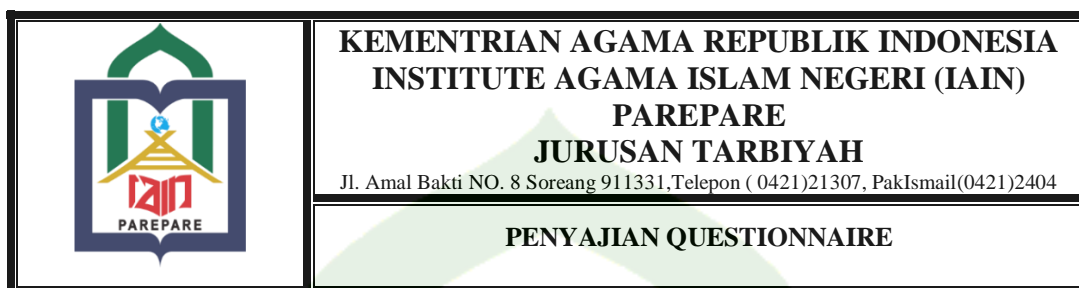 IAIN
PAREPARE
KEMENTRIAN AGAMA REPUBLIK INDONESIA
INSTITUTE AGAMA ISLAM NEGERI (IAIN)
PAREPARE
JURUSAN TARBIYAH
Jl. Amal Bakti NO. 8 Soreang 911331,Telepon ( 0421)21307, PakIsmail(0421)2404
PENYAJIAN QUESTIONNAIRE